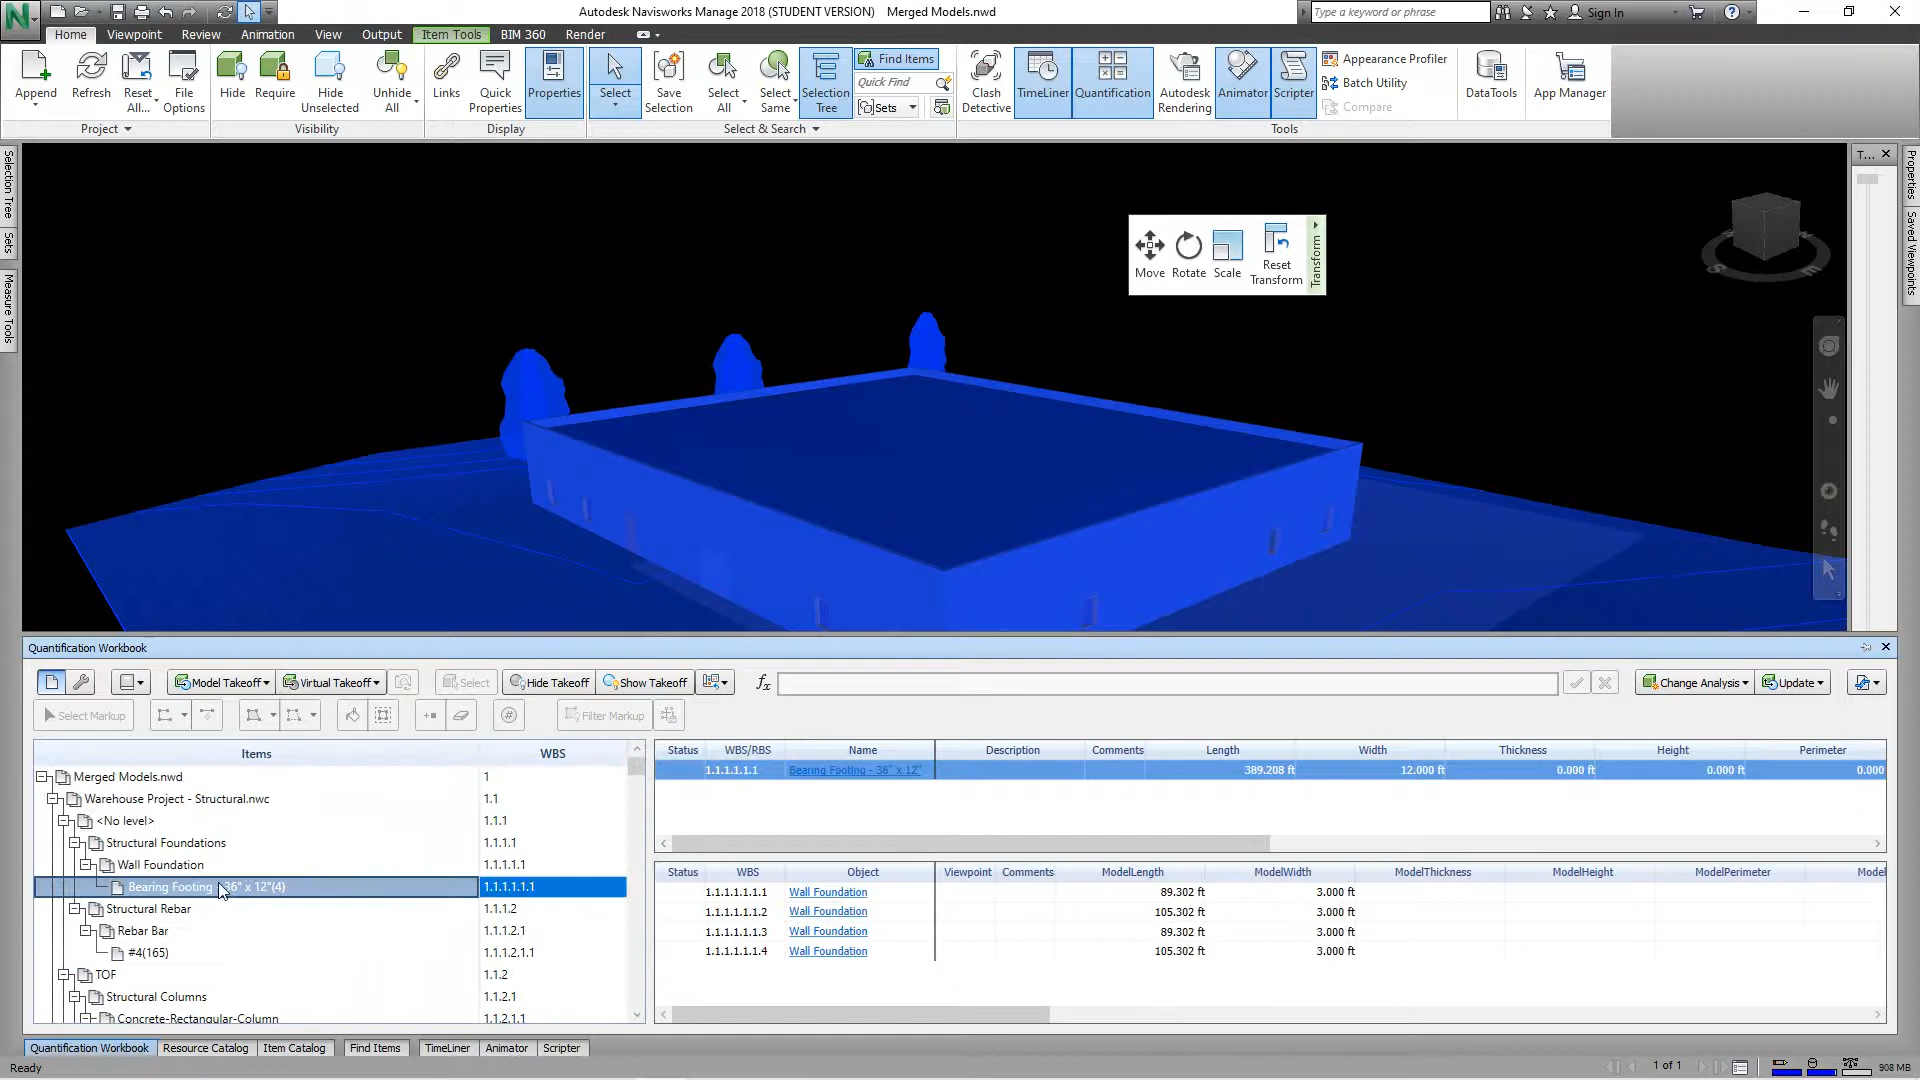 Autodesk Navisworks Manage 2018 (STUDENT VERSION) Merged Models.nwd
Type a keyword or phrase
Sign In
Home Viewpoint Review Animation View Output Item Tools BIM 360 Render
Append
Refresh
Reset All...
File Options
Project
Hide
Require
Hide Unselected
Unhide All
Visibility
Links
Quick Properties
Properties
Display
Select
Save Selection
Select All
Select Same
Selection Tree
Find Items
Quick Find
Sets
Select & Search
Clash Detective
TimeLiner
Quantification
Autodesk Rendering
Animator
Scripter
Appearance Profiler
Batch Utility
Compare
DataTools
App Manager
Tools
Selection Tree
Sets
Measure Tools
T...
Properties
Saved Viewpoints
Move
Rotate
Scale
Reset Transform
Transform
Quantification Workbook
Model Takeoff
Virtual Takeoff
Select
Hide Takeoff
Show Takeoff
fx
Change Analysis
Update
Select Markup
Filter Markup
Items WBS
Merged Models.nwd 1
Warehouse Project - Structural.nwc 1.1
<No level> 1.1.1
Structural Foundations 1.1.1.1
Wall Foundation 1.1.1.1.1
Bearing Footing 36" x 12"(4) 1.1.1.1.1.1
Structural Rebar 1.1.1.2
Rebar Bar 1.1.1.2.1
#4(165) 1.1.1.2.1.1
TOF 1.1.2
Structural Columns 1.1.2.1
Concrete-Rectangular-Column 1.1.2.1.1
Status WBS/RBS Name Description Comments Length Width Thickness Height Perimeter
1.1.1.1.1.1 Bearing Footing - 36" x 12" 389.208 ft 12.000 ft 0.000 ft 0.000 ft 0.000
Status WBS Object Viewpoint Comments ModelLength ModelWidth ModelThickness ModelHeight ModelPerimeter Model
1.1.1.1.1.1.1 Wall Foundation 89.302 ft 3.000 ft
1.1.1.1.1.1.2 Wall Foundation 105.302 ft 3.000 ft
1.1.1.1.1.1.3 Wall Foundation 89.302 ft 3.000 ft
1.1.1.1.1.1.4 Wall Foundation 105.302 ft 3.000 ft
Quantification Workbook Resource Catalog Item Catalog Find Items TimeLiner Animator Scripter
Ready
1 of 1
908 MB